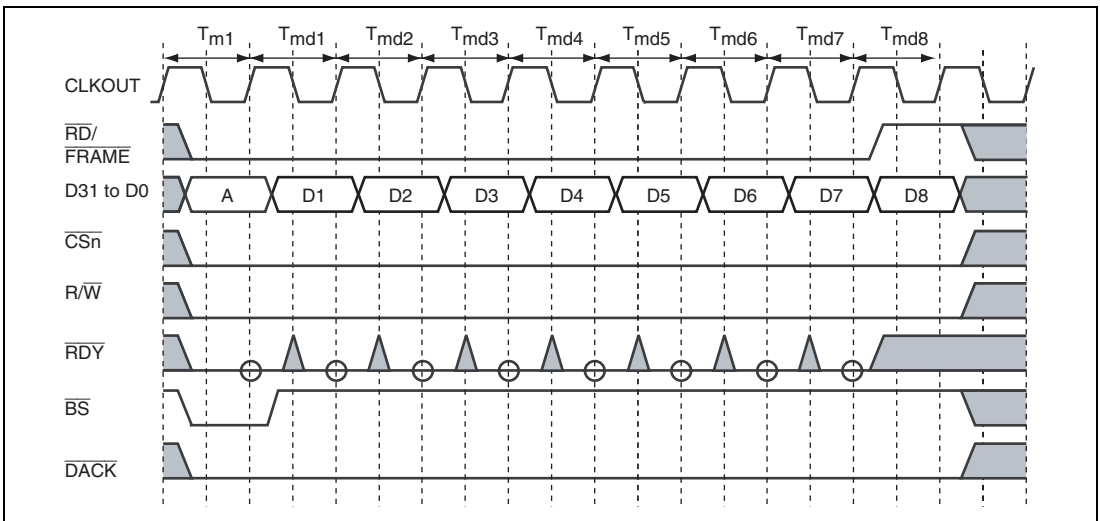 Tm1 Tmd1 Tmd2 Tmd3 Tmd4 Tmd5 Tmd6 Tmd7 Tmd8
CLKOUT
RD/
FRAME
D31 to D0 A D1 D2 D3 D4 D5 D6 D7 D8
CSn
R/W
RDY
BS
DACK